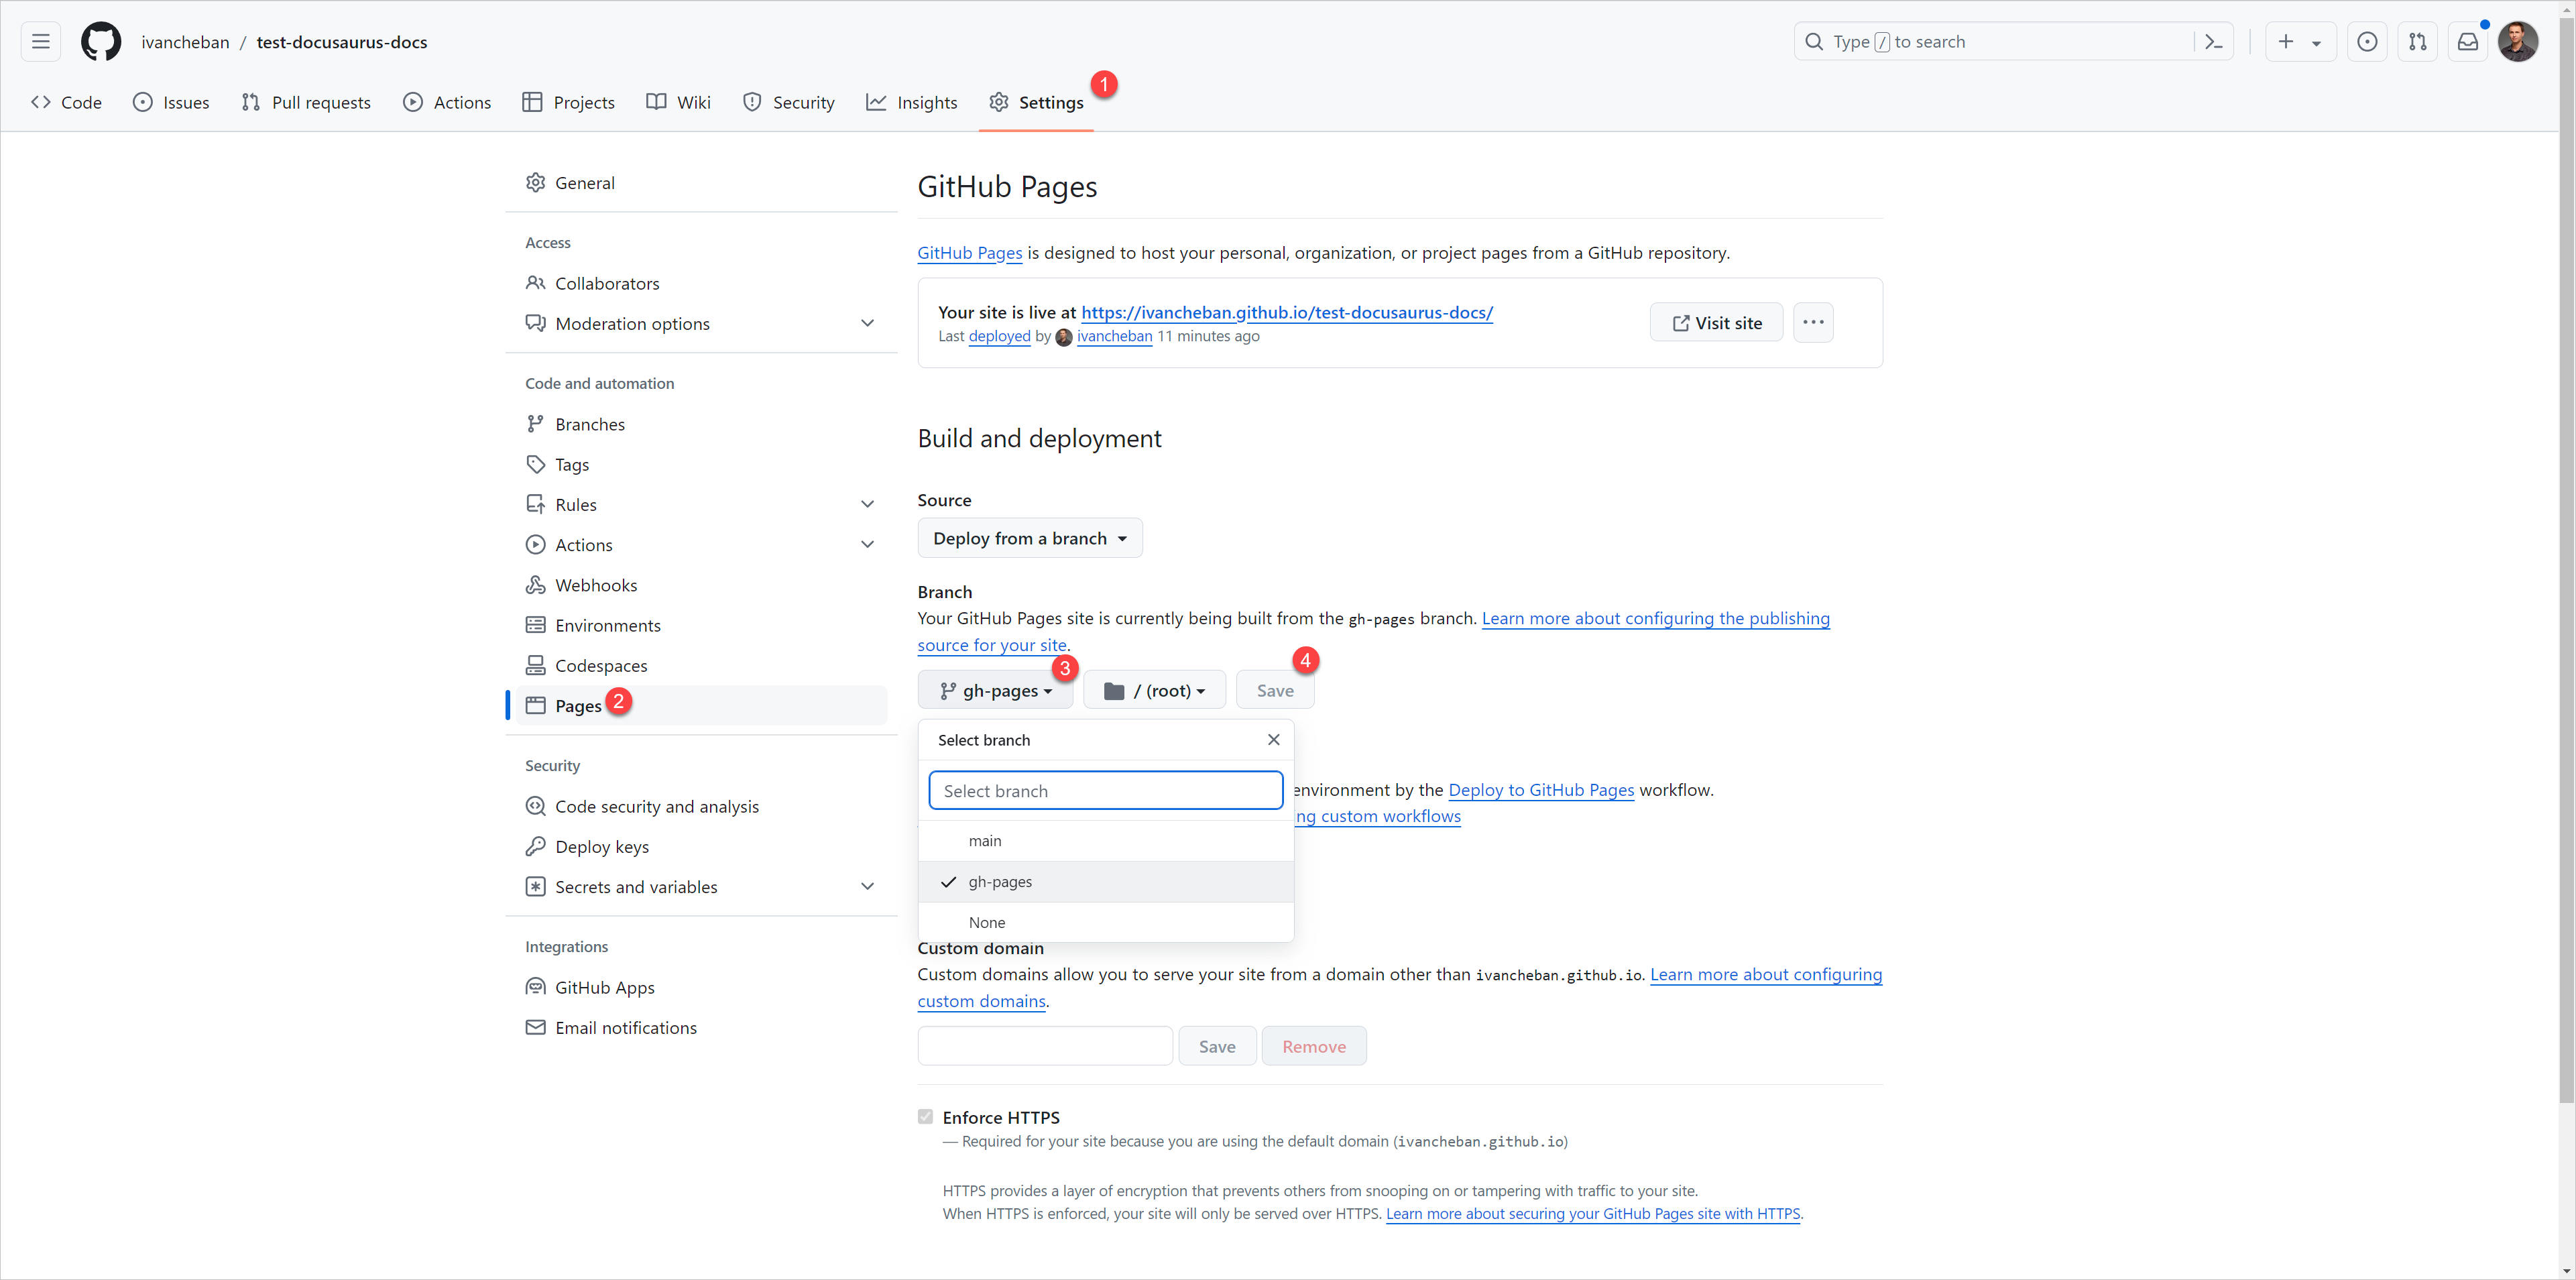 ivancheban / test-docusaurus-docs
Type / to search
Code
Issues
Pull requests
Actions
Projects
Wiki
Security
Insights
Settings
1
General
Access
Collaborators
Moderation options
Code and automation
Branches
Tags
Rules
Actions
Webhooks
Environments
Codespaces
Pages
2
Security
Code security and analysis
Deploy keys
Secrets and variables
Integrations
GitHub Apps
Email notifications
GitHub Pages
GitHub Pages is designed to host your personal, organization, or project pages from a GitHub repository.
Your site is live at https://ivancheban.github.io/test-docusaurus-docs/
Last deployed by ivancheban 11 minutes ago
Visit site
Build and deployment
Source
Deploy from a branch
Branch
Your GitHub Pages site is currently being built from the gh-pages branch. Learn more about configuring the publishing
source for your site.
3
4
gh-pages
/ (root)
Save
Select branch
Select branch
main
gh-pages
None
environment by the Deploy to GitHub Pages workflow.
ng custom workflows
Custom domain
Custom domains allow you to serve your site from a domain other than ivancheban.github.io. Learn more about configuring
custom domains.
Save
Remove
Enforce HTTPS
— Required for your site because you are using the default domain (ivancheban.github.io)
HTTPS provides a layer of encryption that prevents others from snooping on or tampering with traffic to your site.
When HTTPS is enforced, your site will only be served over HTTPS. Learn more about securing your GitHub Pages site with HTTPS.